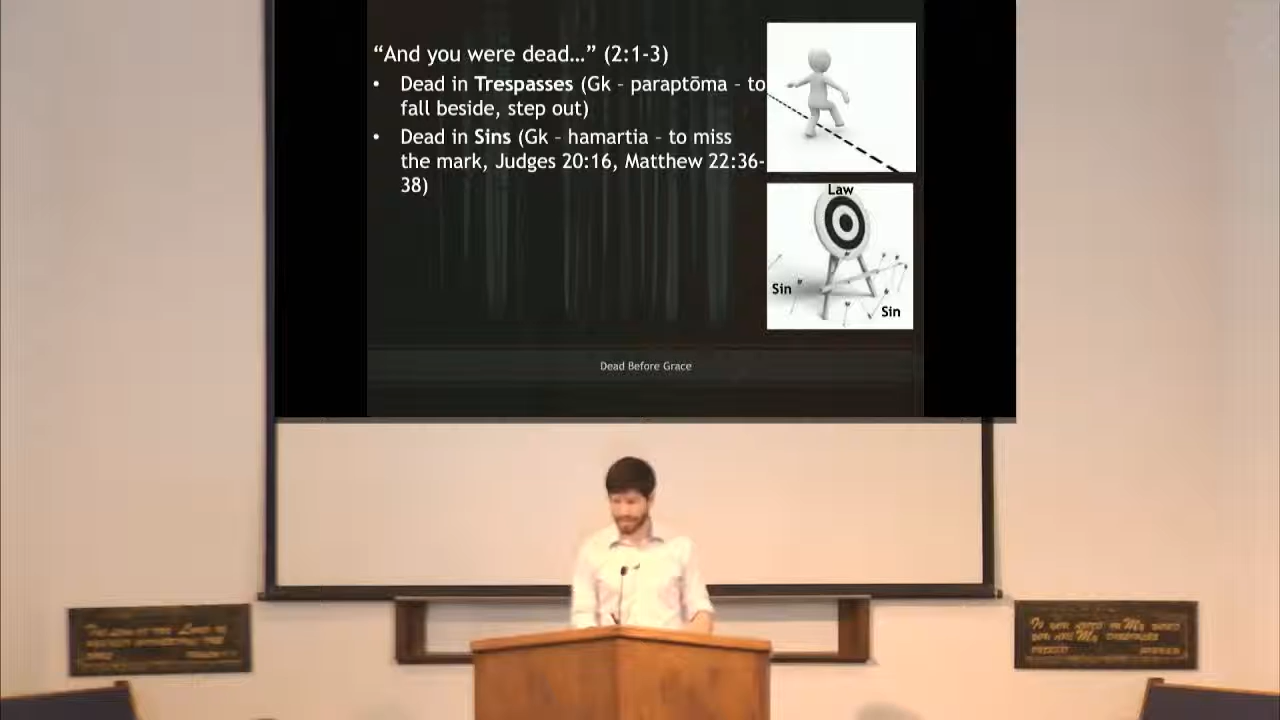 “And you were dead…” (2:1-3)
• Dead in Trespasses (Gk – paraptōma – to
fall beside, step out)
• Dead in Sins (Gk – hamartia – to miss
the mark, Judges 20:16, Matthew 22:36-
38)
Law
Sin
Sin
Dead Before Grace